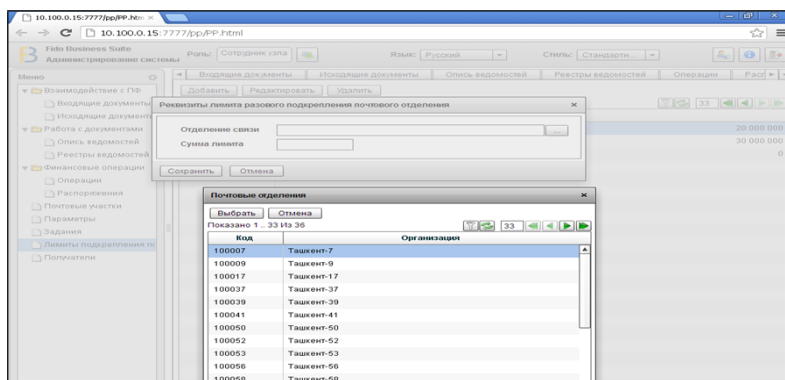 10.100.0.15:7777/pp/PP.htm
10.100.0.15:7777/pp/PP.html
Fido Business Suite
Администрирование системы
Роль: Сотрудник узла
Язык: Русский
Стиль: Стандартн...
Меню
Входящие документы Исходящие документы Опись ведомостей Реестры ведомостей Операции
Добавить Редактировать Удалить
Взаимодействие с ПФ
Входящие документы
Исходящие документ
Работа с документами
Опись ведомостей
Реестры ведомостей
Финансовые операции
Операции
Распоряжения
Почтовые участки
Параметры
Задания
Лимиты подкрепления по
Получатели
33
20 000 000
30 000 000
0
Реквизиты лимита разового подкрепления почтового отделения
Отделение связи ...
Сумма лимита
Сохранить Отмена
Почтовые отделения
Выбрать Отмена
Показано 1 .. 33 Из 36 33
Код Организация
100007 Ташкент-7
100009 Ташкент-9
100017 Ташкент-17
100037 Ташкент-37
100039 Ташкент-39
100041 Ташкент-41
100050 Ташкент-50
100052 Ташкент-52
100053 Ташкент-53
100056 Ташкент-56
100058 Ташкент-58